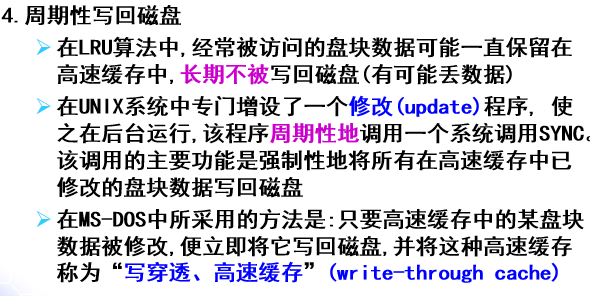 4.周期性写回磁盘
在LRU算法中,经常被访问的盘块数据可能一直保留在
高速缓存中,长期不被写回磁盘(有可能丢数据)
在UNIX系统中专门增设了一个修改(update)程序, 使
之在后台运行,该程序周期性地调用一个系统调用SYNC。
该调用的主要功能是强制性地将所有在高速缓存中已
修改的盘块数据写回磁盘
在MS-DOS中所采用的方法是:只要高速缓存中的某盘块
数据被修改,便立即将它写回磁盘,并将这种高速缓存
称为“写穿透、高速缓存”(write-through cache)